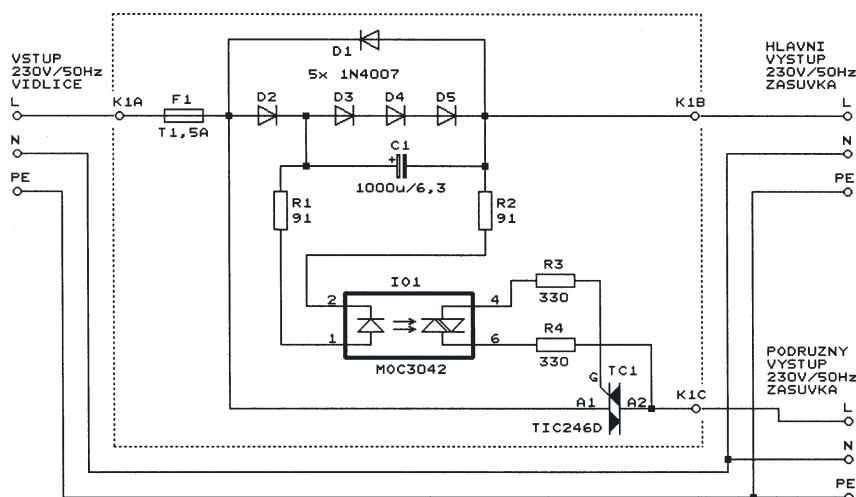 VSTUP
230V/50Hz
VIDLICE
L
N
PE
K1A
F1
T1,5A
D1
5x 1N4007
D2
D3
D4
D5
C1
+
1000u/6,3
R1
91
R2
91
IO1
2
1
4
6
MOC3042
R3
330
R4
330
G
TC1
A1
A2
TIC246D
K1B
K1C
HLAVNI
VYSTUP
230V/50Hz
ZASUVKA
L
N
PE
PODRUZNY
VYSTUP
230V/50Hz
ZASUVKA
L
N
PE